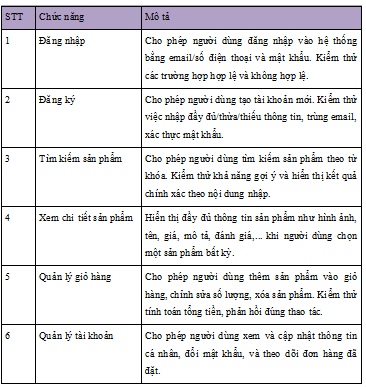 STT Chức năng Mô tả
1 Đăng nhập Cho phép người dùng đăng nhập vào hệ thống
bằng email/số điện thoại và mật khẩu. Kiểm thử
các trường hợp hợp lệ và không hợp lệ.
2 Đăng ký Cho phép người dùng tạo tài khoản mới. Kiểm thử
việc nhập đầy đủ/thừa/thiếu thông tin, trùng email,
xác thực mật khẩu.
3 Tìm kiếm sản phẩm Cho phép người dùng tìm kiếm sản phẩm theo từ
khóa. Kiểm thử khả năng gợi ý và hiển thị kết quả
chính xác theo nội dung nhập.
4 Xem chi tiết sản phẩm Hiển thị đầy đủ thông tin sản phẩm như hình ảnh,
tên, giá, mô tả, đánh giá,... khi người dùng chọn
một sản phẩm bất kỳ.
5 Quản lý giỏ hàng Cho phép người dùng thêm sản phẩm vào giỏ
hàng, chỉnh sửa số lượng, xóa sản phẩm. Kiểm thử
tính toán tổng tiền, phản hồi đúng thao tác.
6 Quản lý tài khoản Cho phép người dùng xem và cập nhật thông tin
cá nhân, đổi mật khẩu, và theo dõi đơn hàng đã
đặt.